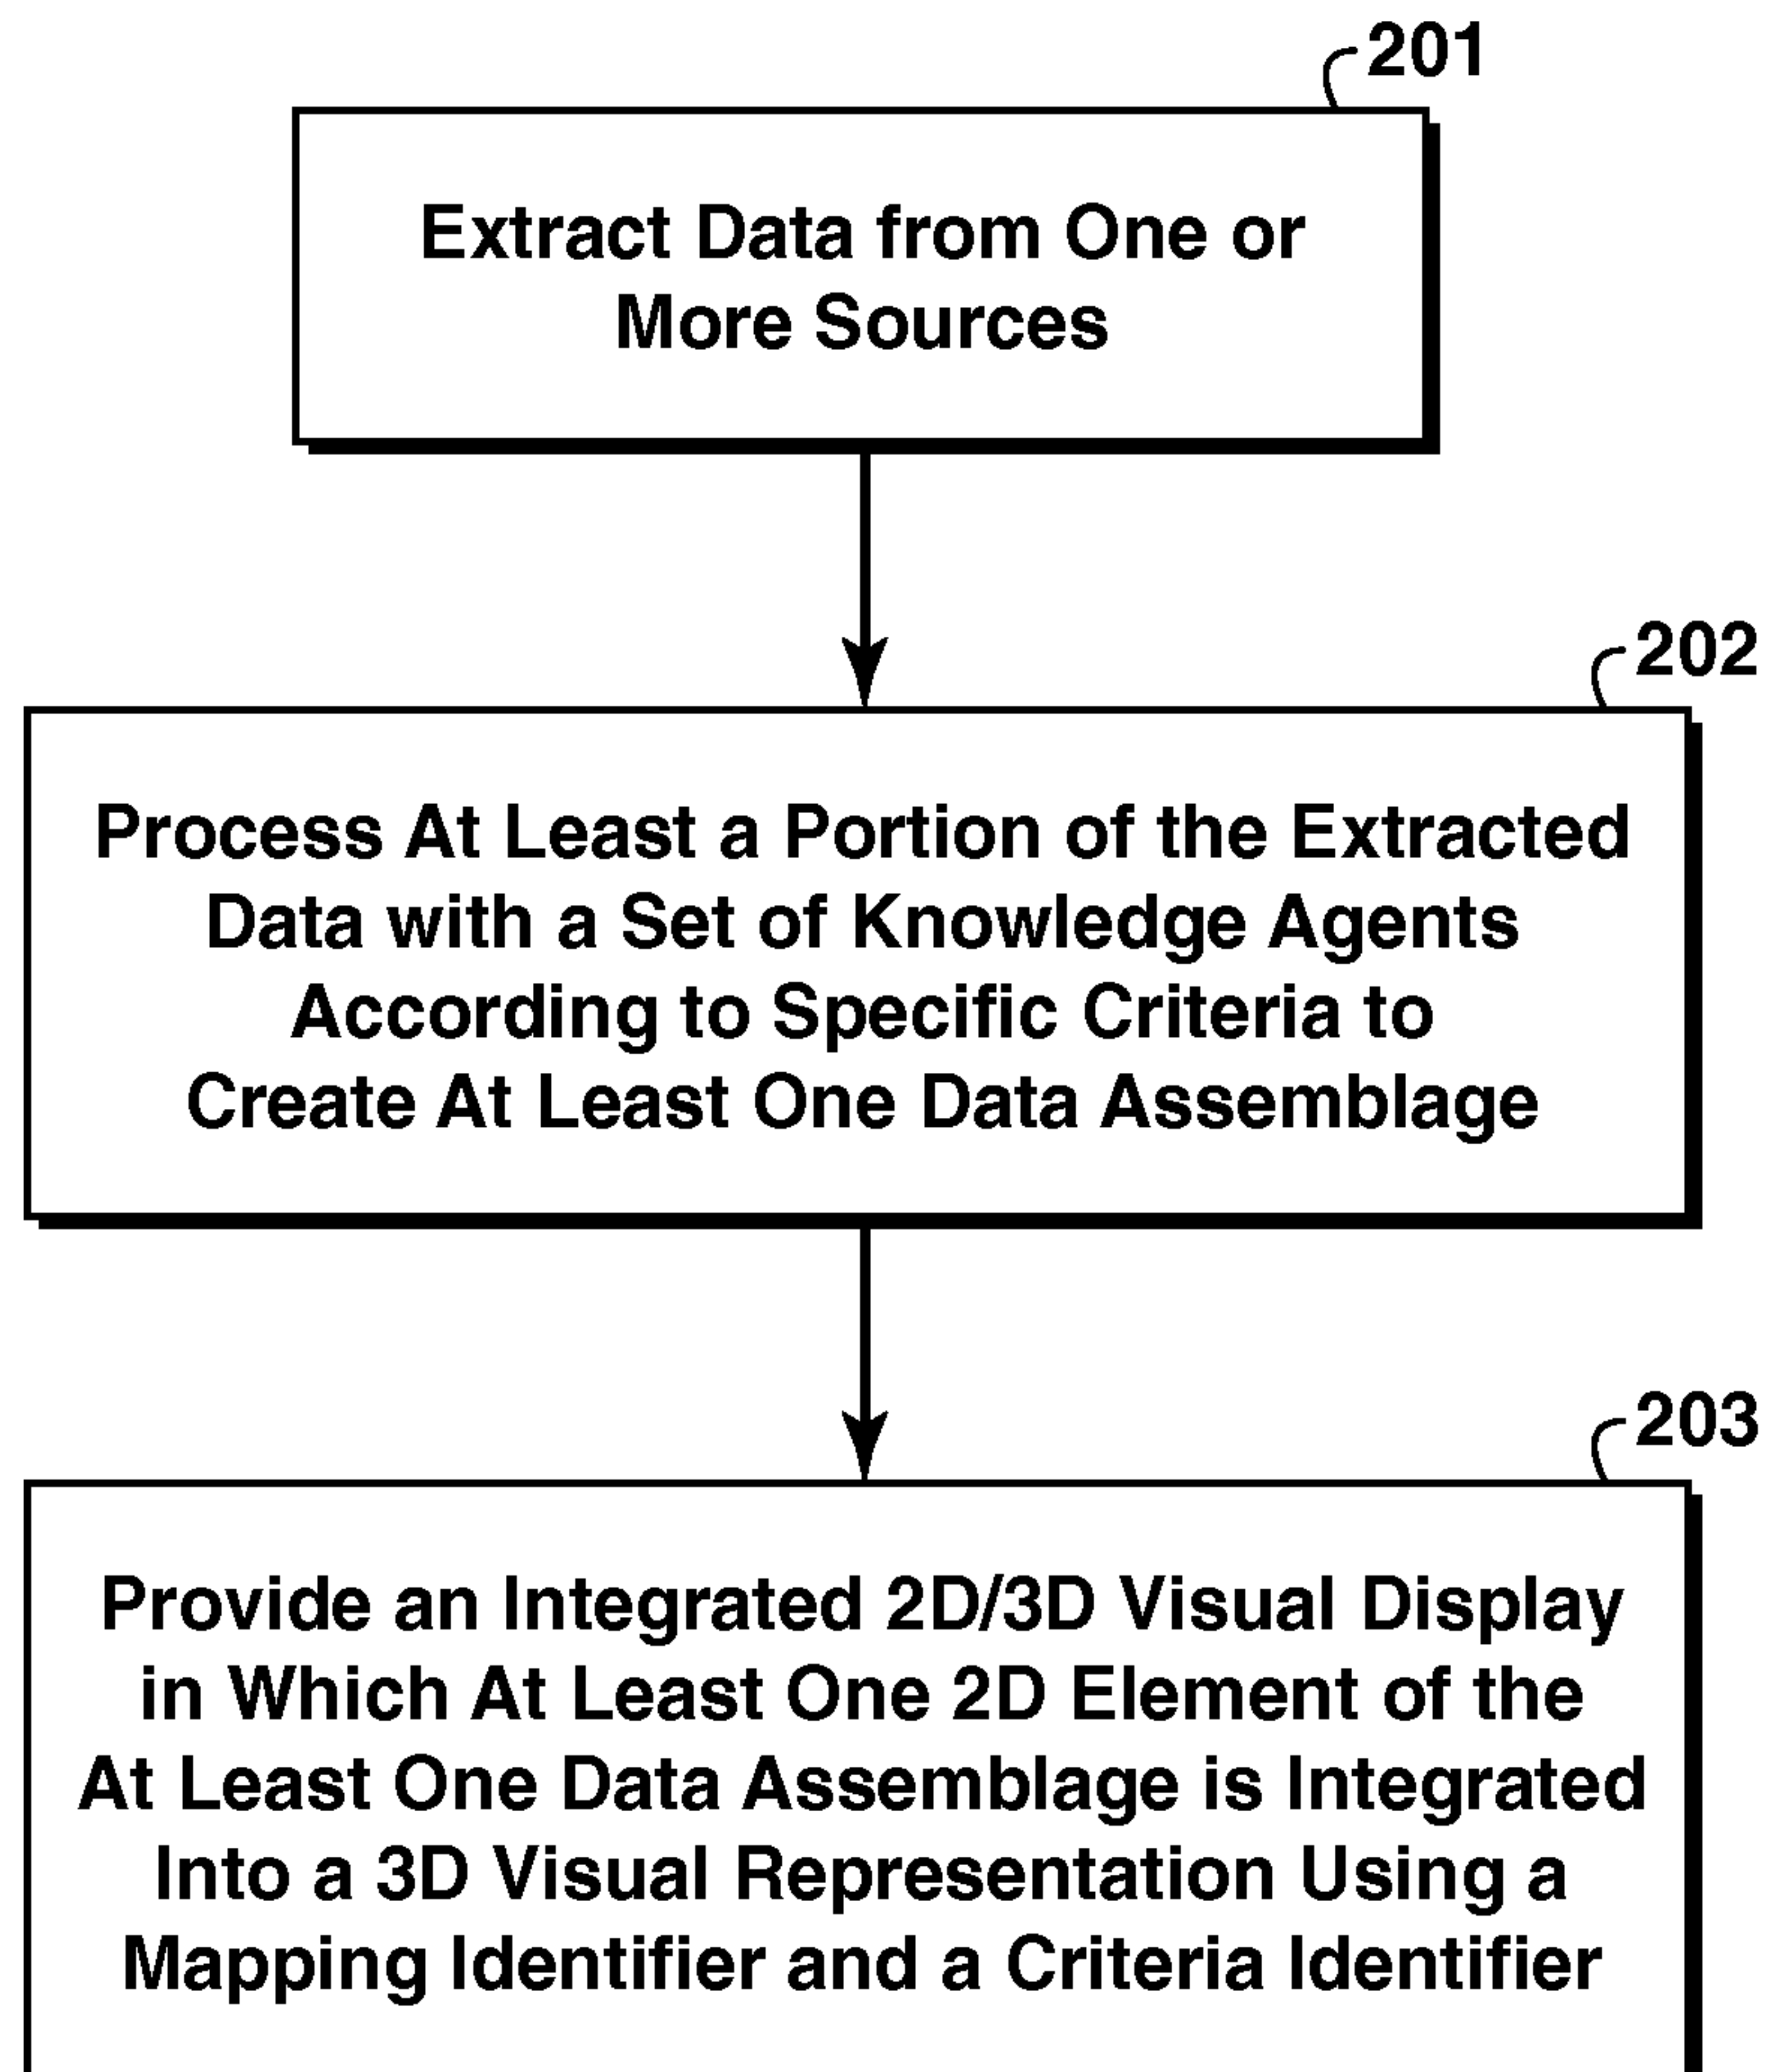 201
Extract Data from One or
More Sources
202
Process At Least a Portion of the Extracted
Data with a Set of Knowledge Agents
According to Specific Criteria to
Create At Least One Data Assemblage
203
Provide an Integrated 2D/3D Visual Display
in Which At Least One 2D Element of the
At Least One Data Assemblage is Integrated
Into a 3D Visual Representation Using a
Mapping Identifier and a Criteria Identifier